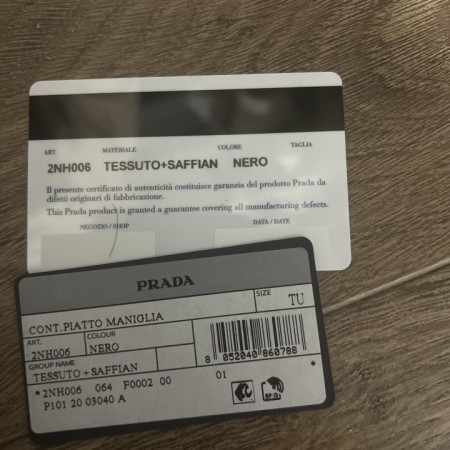 ART. MATERIALE COLORE TAGLIA
2NH006 TESSUTO+SAFFIAN NERO
Il presente certificato di autenticità costituisce garanzia del prodotto Prada da
difetti originari di fabbricazione.
This Prada product is granted a guarantee covering all manufacturing defects.
NEGOZIO / SHOP DATA / DATE
PRADA
CONT.PIATTO MANIGLIA SIZE TU
ART. COLOUR
2NH006 NERO
GROUP NAME
TESSUTO+SAFFIAN
8 052040 860788
*2NH006 064 F0002 00 01
P101 20 03040 A
RFID